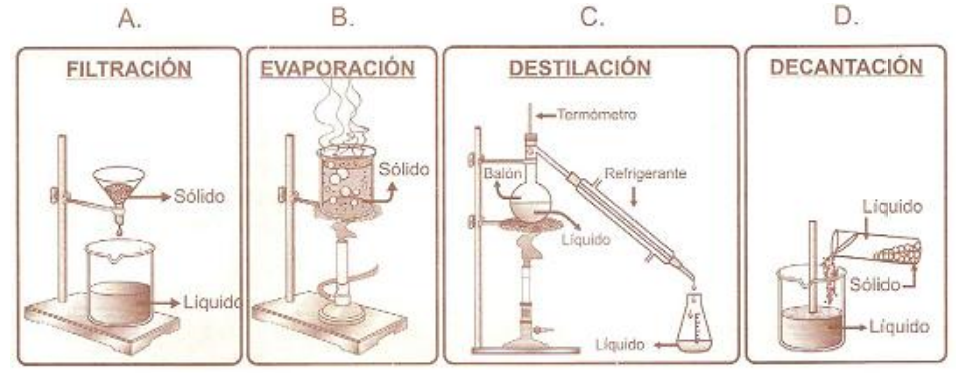 A.
B.
C.
D.
FILTRACIÓN
Sólido
Líquido
EVAPORACIÓN
Sólido
DESTILACIÓN
Termómetro
Balón
Refrigerante
Líquido
Líquido
DECANTACIÓN
Líquido
Sólido
Líquido